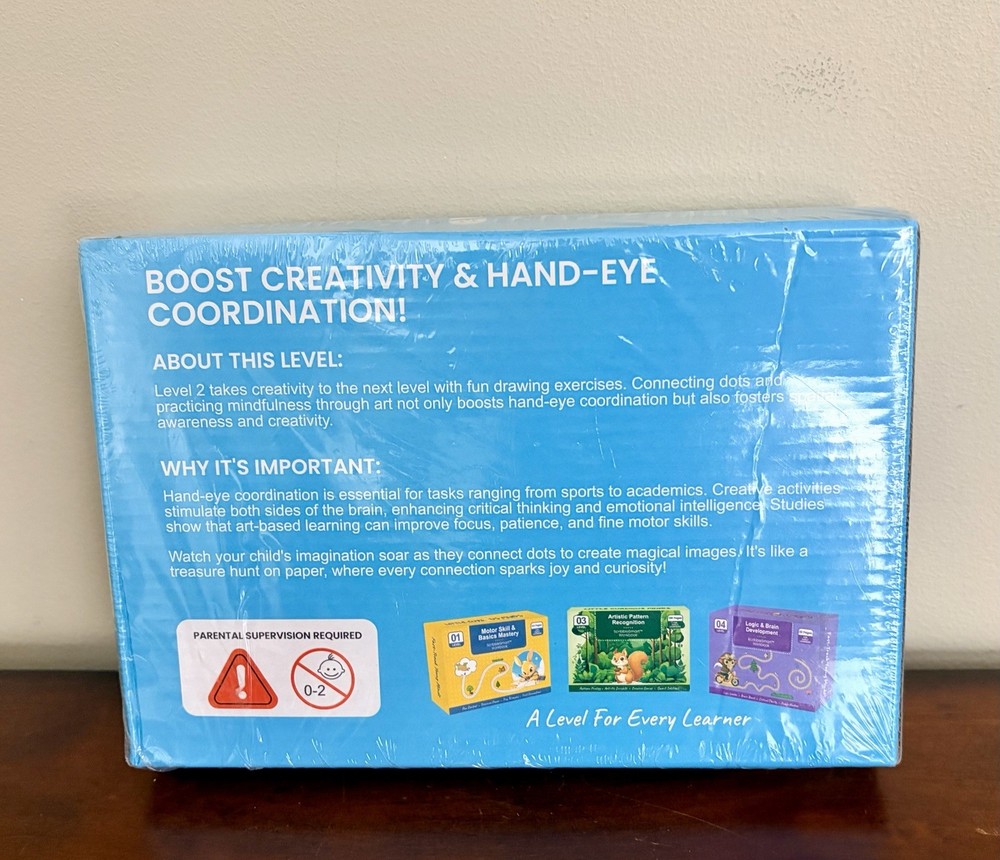 BOOST CREATIVITY & HAND-EYE
COORDINATION!
ABOUT THIS LEVEL:
Level 2 takes creativity to the next level with fun drawing exercises. Connecting dots and
practicing mindfulness through art not only boosts hand-eye coordination but also fosters
awareness and creativity.
WHY IT'S IMPORTANT:
Hand-eye coordination is essential for tasks ranging from sports to academics. Creative activities
stimulate both sides of the brain, enhancing critical thinking and emotional intelligence. Studies
show that art-based learning can improve focus, patience, and fine motor skills.
Watch your child's imagination soar as they connect dots to create magical images. It's like a
treasure hunt on paper, where every connection sparks joy and curiosity!
PARENTAL SUPERVISION REQUIRED
0-2
01
Motor Skill &
Basics Mastery
03
Artistic Pattern
Recognition
04
Logic & Brain
Development
A Level For Every Learner